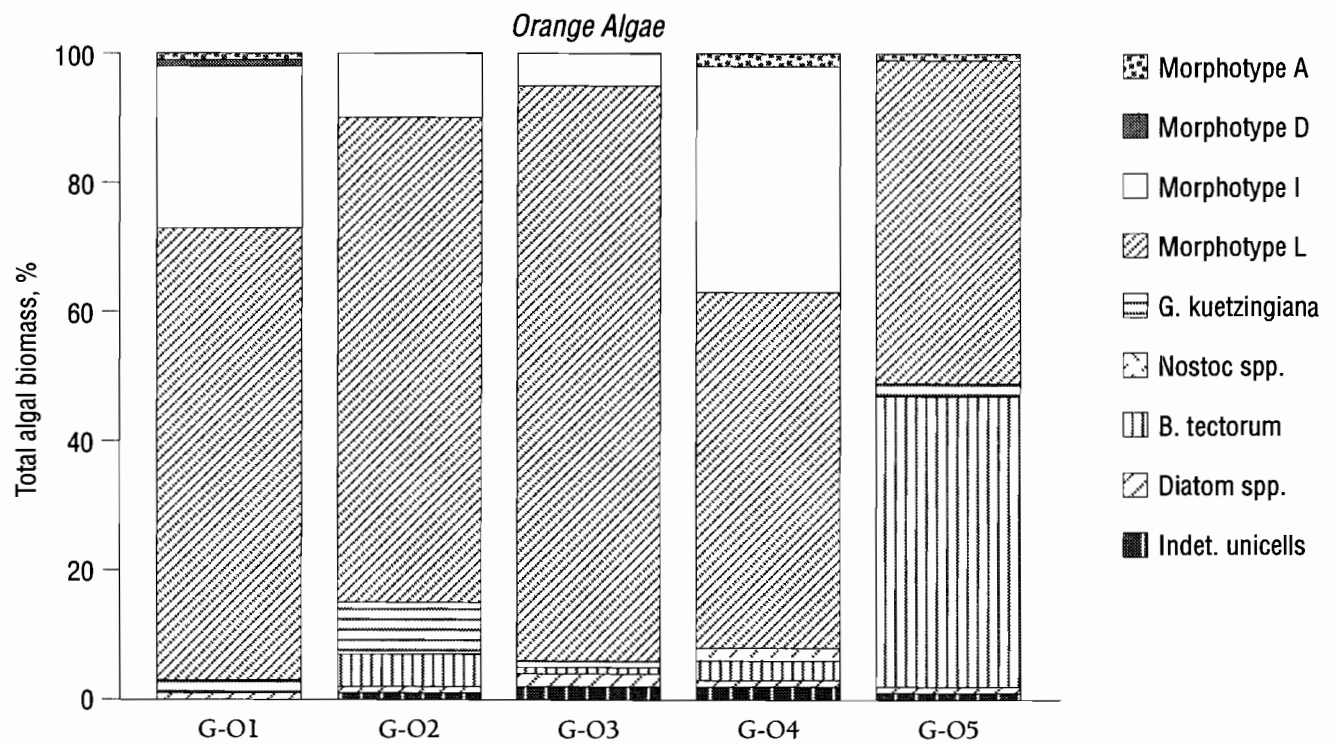 Orange Algae
Total algal biomass, %
100
80
60
40
20
0
G-O1
G-O2
G-O3
G-O4
G-O5
Morphotype A
Morphotype D
Morphotype I
Morphotype L
G. kuetzingiana
Nostoc spp.
B. tectorum
Diatom spp.
Indet. unicells